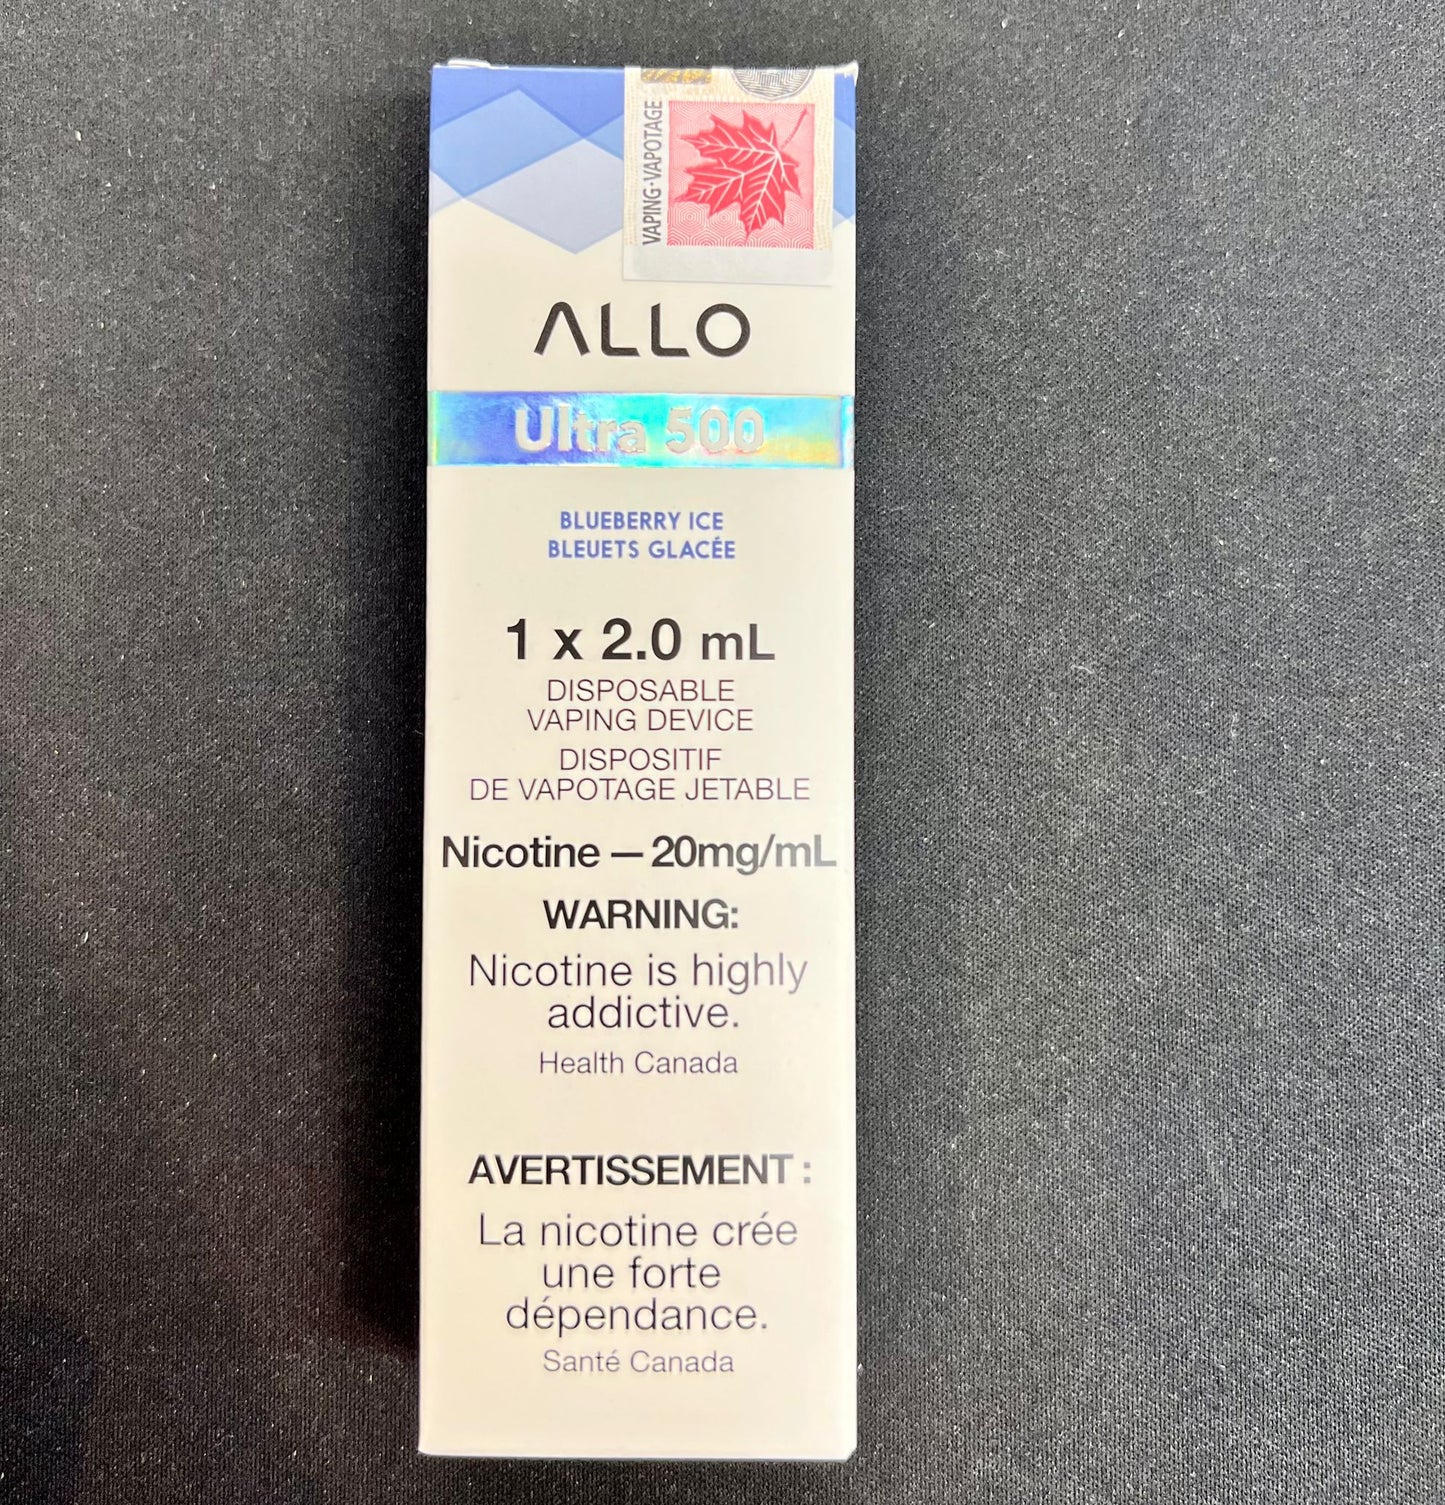 VAPING·VAPOTAGE
ALLO
Ultra 500
BLUEBERRY ICE
BLEUETS GLACÉE
1 x 2.0 mL
DISPOSABLE
VAPING DEVICE
DISPOSITIF
DE VAPOTAGE JETABLE
Nicotine — 20mg/mL
WARNING:
Nicotine is highly
addictive.
Health Canada
AVERTISSEMENT :
La nicotine crée
une forte
dépendance.
Santé Canada